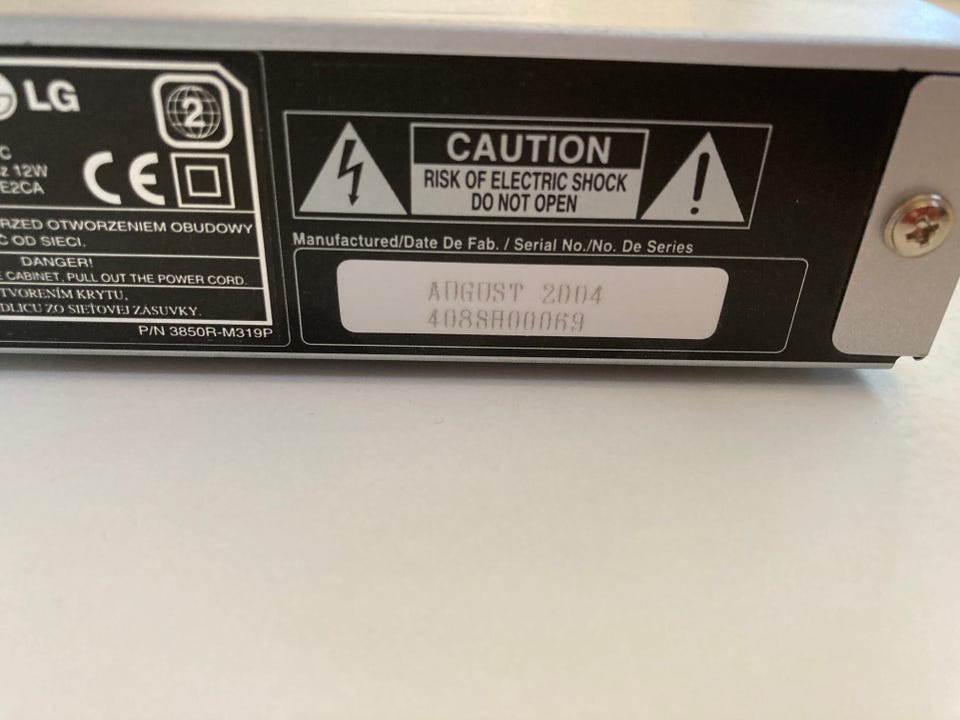 LG
2
C
z 12W
E2CA
CE
RZED OTWORZENIEM OBUDOWY
Ć OD SIECI.
DANGER!
E CABINET, PULL OUT THE POWER CORD.
TVORENÍM KRYTU,
DLICU ZO SIEŤOVEJ ZÁSUVKY.
P/N 3850R-M319P
CAUTION
RISK OF ELECTRIC SHOCK
DO NOT OPEN
Manufactured/Date De Fab. / Serial No./No. De Series
AUGUST 2004
408SH00069